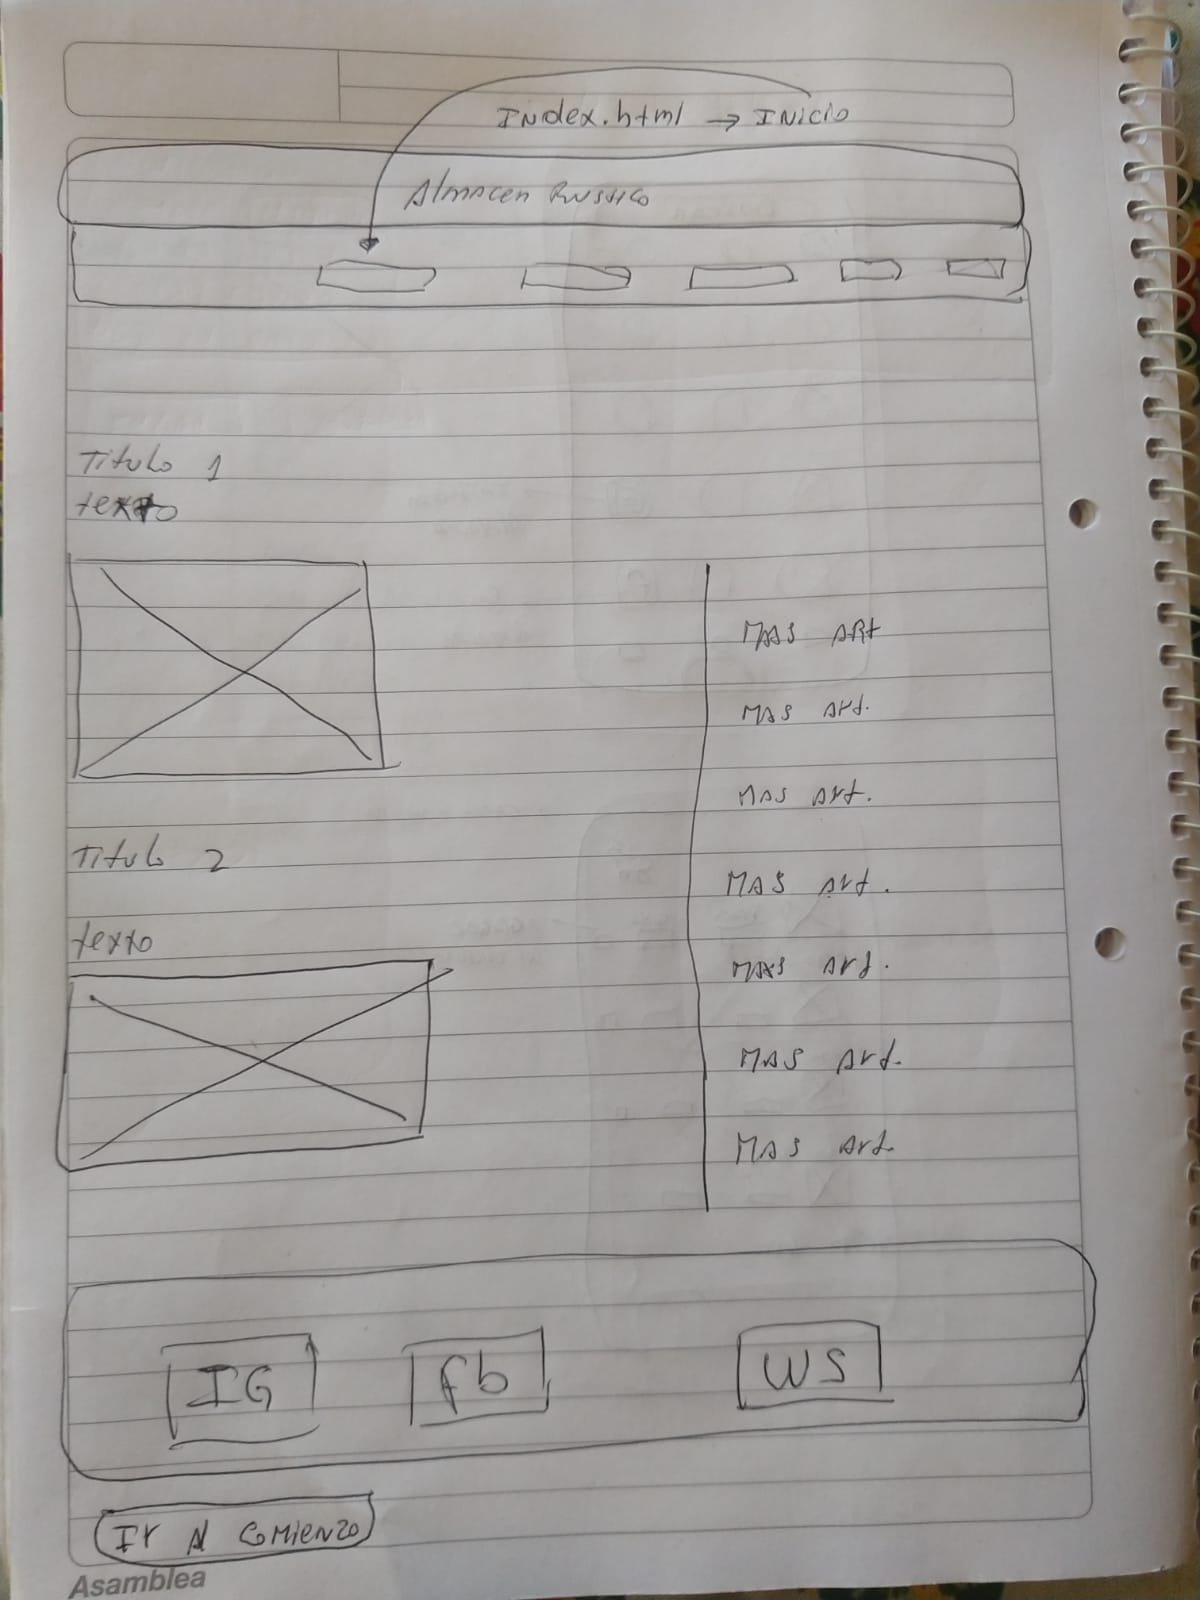 Index.html → Inicio
Almacen Rustico
Titulo 1
texto
MAS ARt
MAS Art.
MAS Art.
Titulo 2
MAS Art.
texto
MAS Art.
MAS Art.
MAS Art.
IG fb WS
Ir Al comienzo
Asamblea